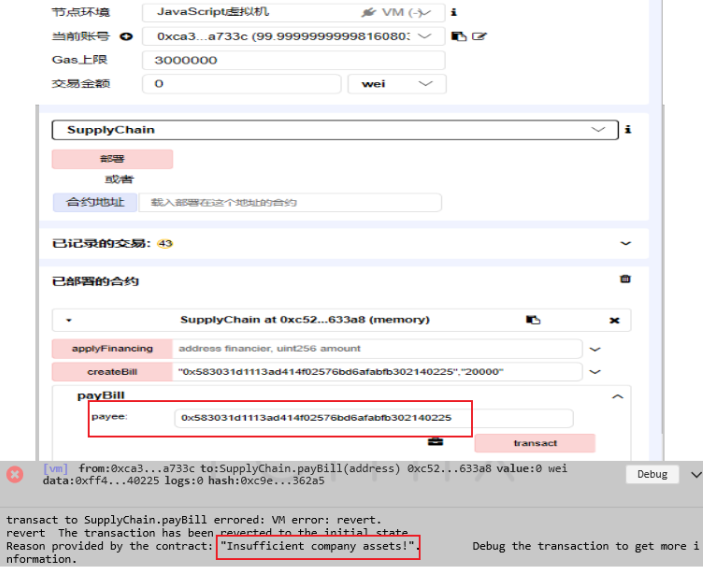 节点环境 JavaScript虚拟机 VM (-) i
当前账号 0xca3...a733c (99.9999999999816080:
Gas上限 3000000
交易金额 0 wei
SupplyChain i
部署
或者
合约地址 载入部署在这个地址的合约
已记录的交易: 43
已部署的合约
SupplyChain at 0xc52...633a8 (memory)
applyFinancing address financier, uint256 amount
createBill "0x583031d1113ad414f02576bd6afabfb302140225","20000"
payBill
payee: 0x583031d1113ad414f02576bd6afabfb302140225
transact
[vm] from:0xca3...a733c to:SupplyChain.payBill(address) 0xc52...633a8 value:0 wei Debug
data:0xff4...40225 logs:0 hash:0xc9e...362a5
transact to SupplyChain.payBill errored: VM error: revert.
revert The transaction has been reverted to the initial state.
Reason provided by the contract: "Insufficient company assets!". Debug the transaction to get more i
nformation.